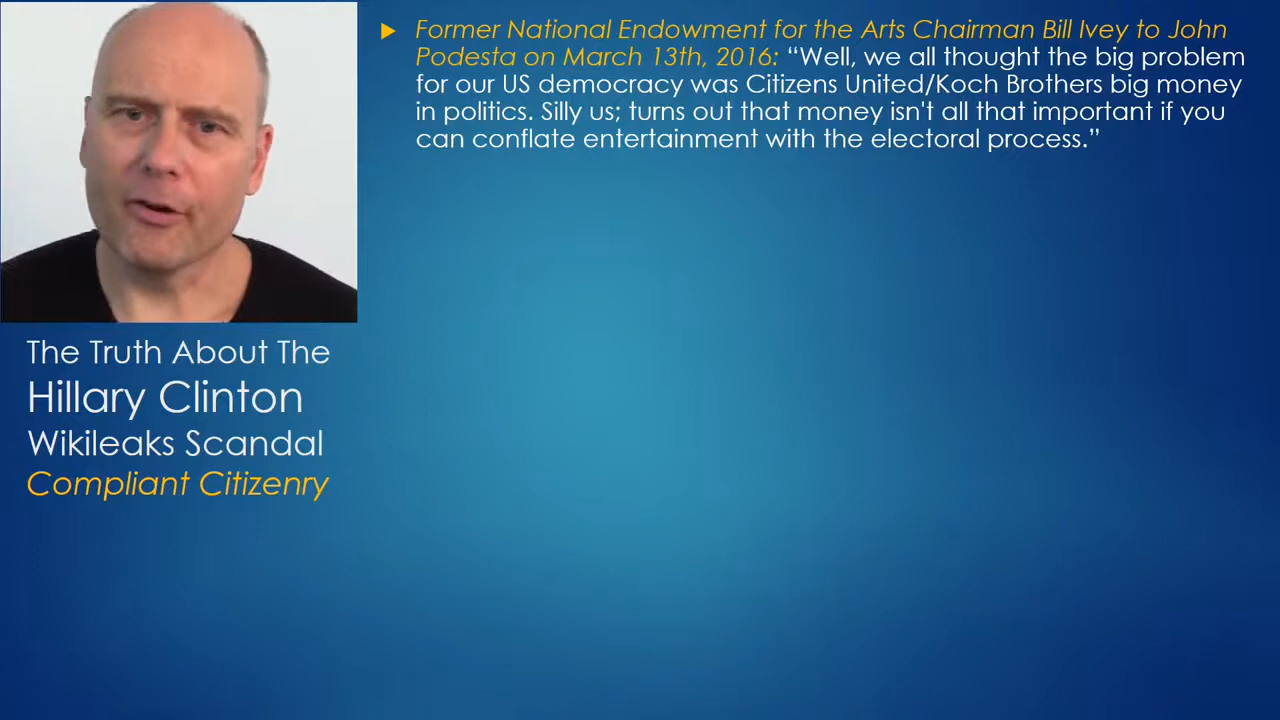 Former National Endowment for the Arts Chairman Bill Ivey to John
Podesta on March 13th, 2016: “Well, we all thought the big problem
for our US democracy was Citizens United/Koch Brothers big money
in politics. Silly us; turns out that money isn't all that important if you
can conflate entertainment with the electoral process.”
The Truth About The
Hillary Clinton
Wikileaks Scandal
Compliant Citizenry